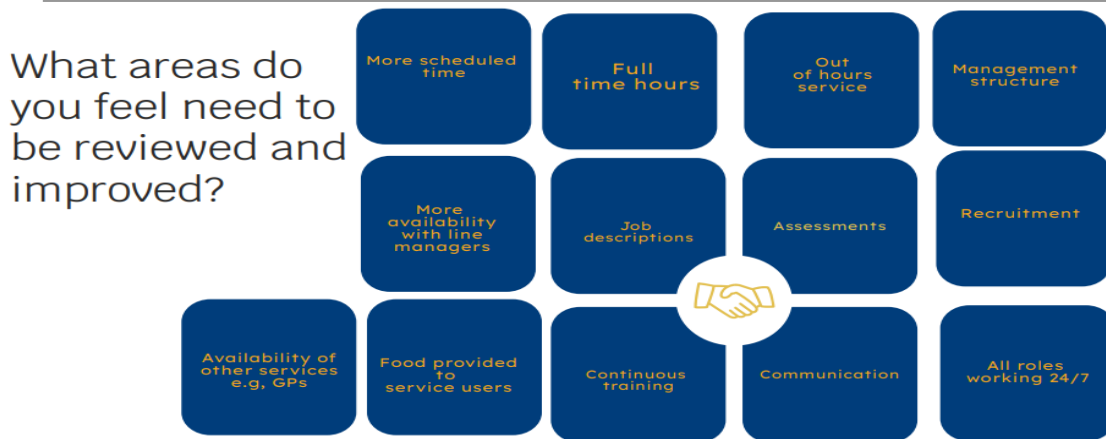 What areas do
you feel need to
be reviewed and
improved?
More scheduled
time
Full
time hours
Out
of hours
service
Management
structure
More
availability
with line
managers
Job
descriptions
Assessments
Recruitment
Availability of
other services
e.g, GPs
Food provided
to
service users
Continuous
training
Communication
All roles
working 24/7